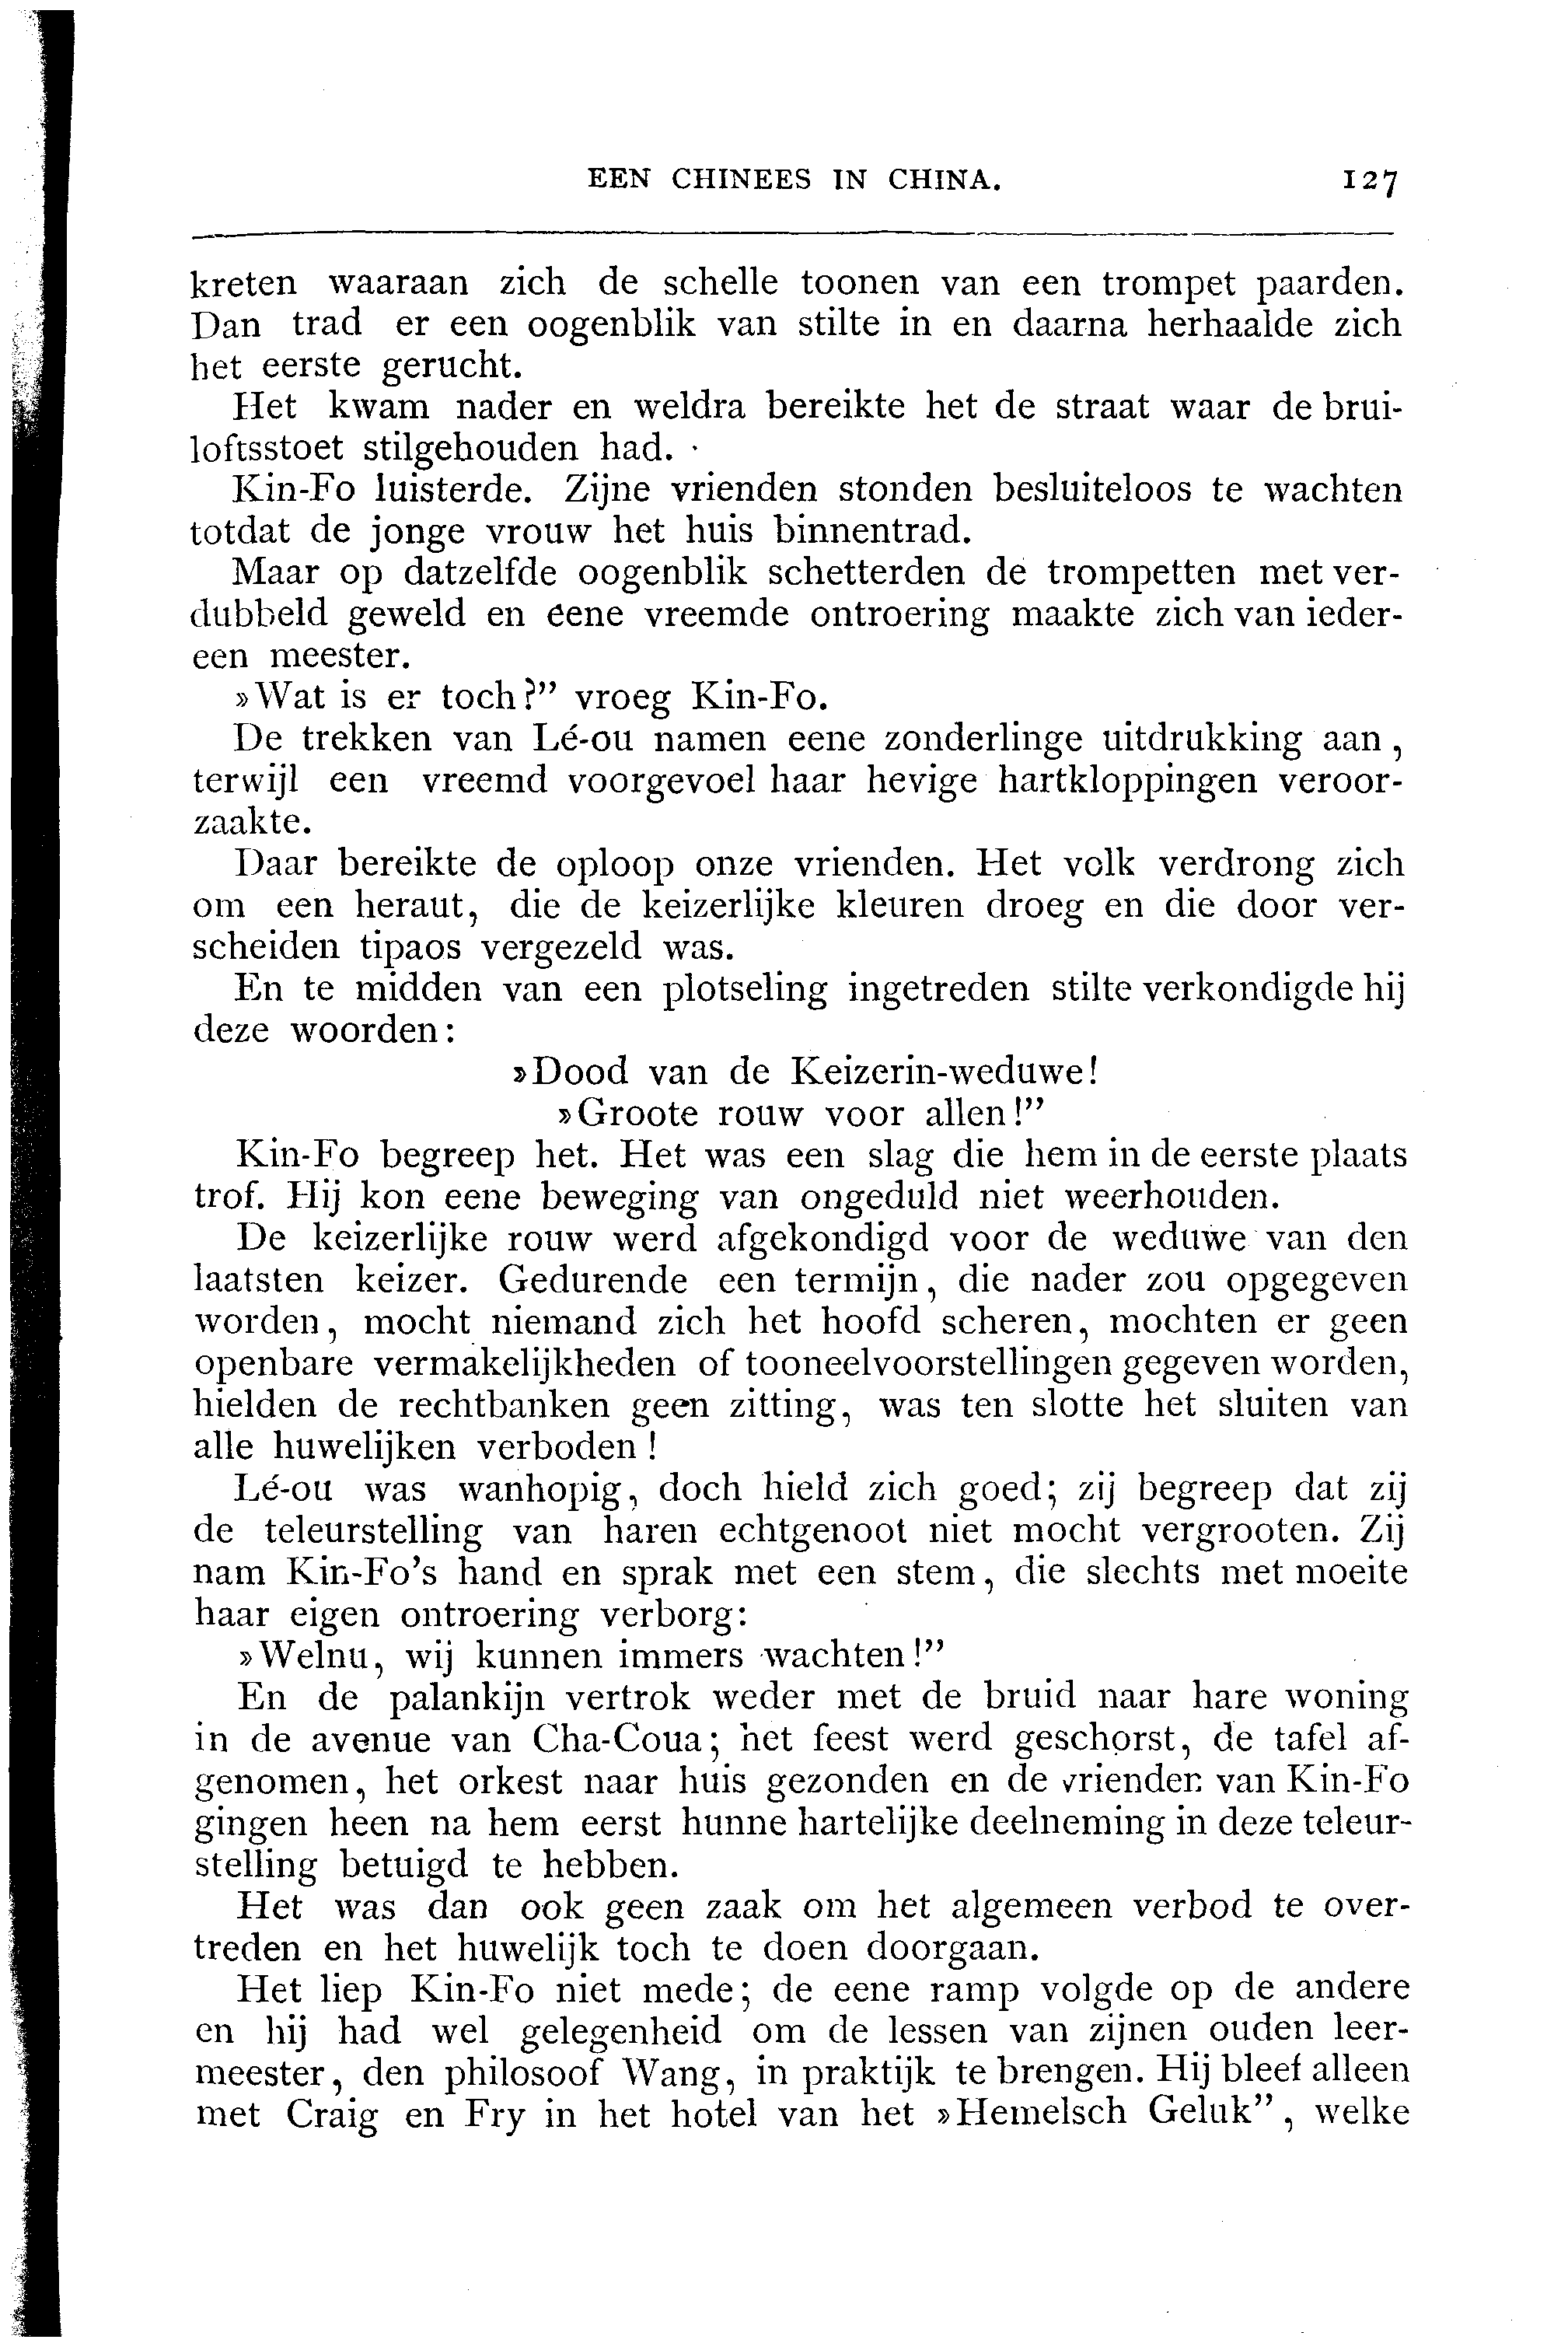 EEN CHINEES IN CHINA. 127
kreten waaraan zich de schelle toonen van een trompet paarden.
Dan trad er een oogenblik van stilte in en daarna herhaalde zich
het eerste gerucht.
Het kwam nader en weldra bereikte het de straat waar de brui-
loftsstoet stilgehouden had.
Kin-Fo luisterde. Zijne vrienden stonden besluiteloos te wachten
totdat de jonge vrouw het huis binnentrad.
Maar op datzelfde oogenblik schetterden de trompetten met ver-
dubbeld geweld en eene vreemde ontroering maakte zich van ieder-
een meester.
»Wat is er toch?” vroeg Kin-Fo.
De trekken van Lé-ou namen eene zonderlinge uitdrukking aan,
terwijl een vreemd voorgevoel haar hevige hartkloppingen veroor-
zaakte.
Daar bereikte de oploop onze vrienden. Het volk verdrong zich
om een heraut, die de keizerlijke kleuren droeg en die door ver-
scheiden tipaos vergezeld was.
En te midden van een plotseling ingetreden stilte verkondigde hij
deze woorden:
»Dood van de Keizerin-weduwe!
»Groote rouw voor allen!”
Kin-Fo begreep het. Het was een slag die hem in de eerste plaats
trof. Hij kon eene beweging van ongeduld niet weerhouden.
De keizerlijke rouw werd afgekondigd voor de weduwe van den
laatsten keizer. Gedurende een termijn, die nader zou opgegeven
worden, mocht niemand zich het hoofd scheren, mochten er geen
openbare vermakelijkheden of tooneelvoorstellingen gegeven worden,
hielden de rechtbanken geen zitting, was ten slotte het sluiten van
alle huwelijken verboden!
Lé-ou was wanhopig, doch hield zich goed; zij begreep dat zij
de teleurstelling van haren echtgenoot niet mocht vergrooten. Zij
nam Kin-Fo's hand en sprak met een stem, die slechts met moeite
haar eigen ontroering verborg:
»Welnu, wij kunnen immers wachten!”
En de palankijn vertrok weder met de bruid naar hare woning
in de avenue van Cha-Coua; het feest werd geschorst, de tafel af-
genomen, het orkest naar huis gezonden en de vrienden van Kin-Fo
gingen heen na hem eerst hunne hartelijke deelneming in deze teleur-
stelling betuigd te hebben.
Het was dan ook geen zaak om het algemeen verbod te over-
treden en het huwelijk toch te doen doorgaan.
Het liep Kin-Fo niet mede; de eene ramp volgde op de andere
en hij had wel gelegenheid om de lessen van zijnen ouden leer-
meester, den philosoof Wang, in praktijk te brengen. Hij bleef alleen
met Craig en Fry in het hotel van het »Hemelsch Geluk”, welke